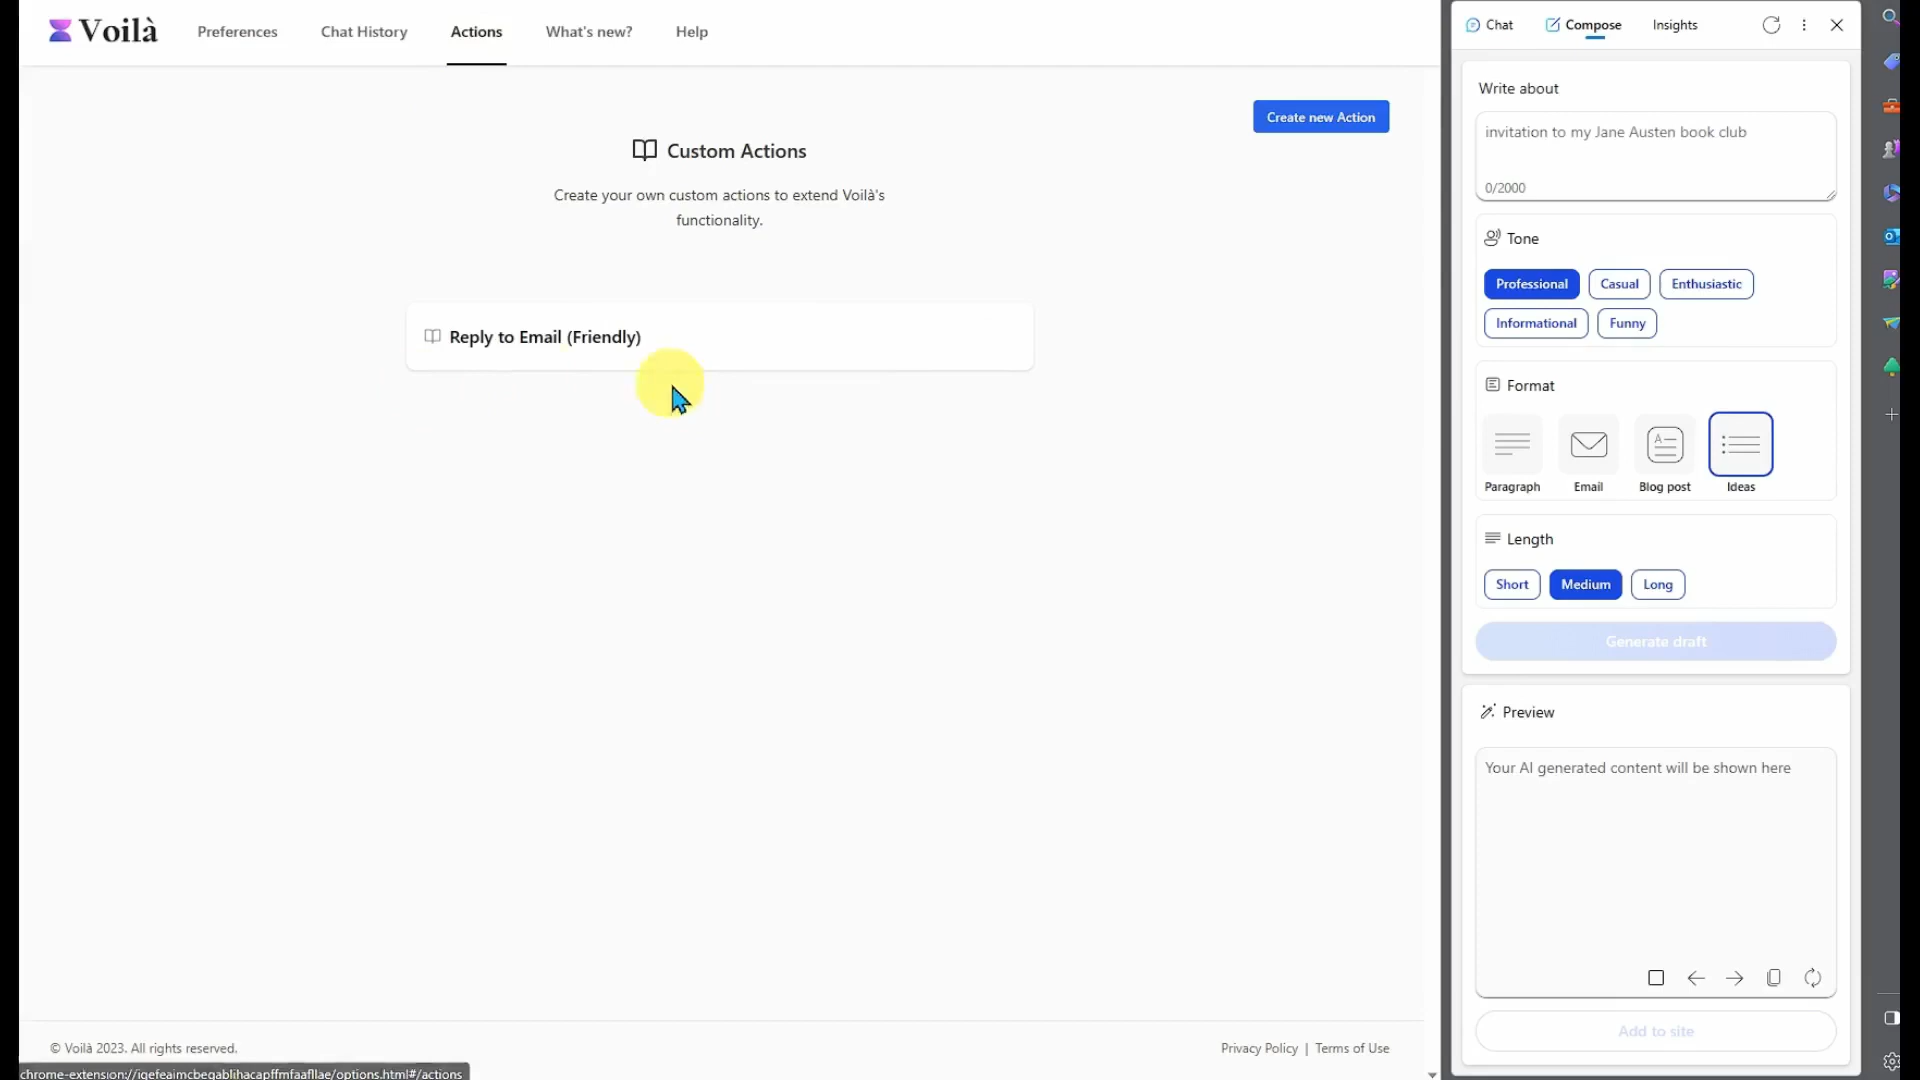 Voilà
Preferences
Chat History
Actions
What's new?
Help
Create new Action
Custom Actions
Create your own custom actions to extend Voilà's
functionality.
Reply to Email (Friendly)
© Voilà 2023. All rights reserved.
Privacy Policy | Terms of Use
chrome-extension://igefeaimcbegablihacapffmfaafllae/options.html#/actions
Chat
Compose
Insights
Write about
invitation to my Jane Austen book club
0/2000
Tone
Professional
Casual
Enthusiastic
Informational
Funny
Format
Paragraph
Email
Blog post
Ideas
Length
Short
Medium
Long
Generate draft
Preview
Your AI generated content will be shown here
Add to site